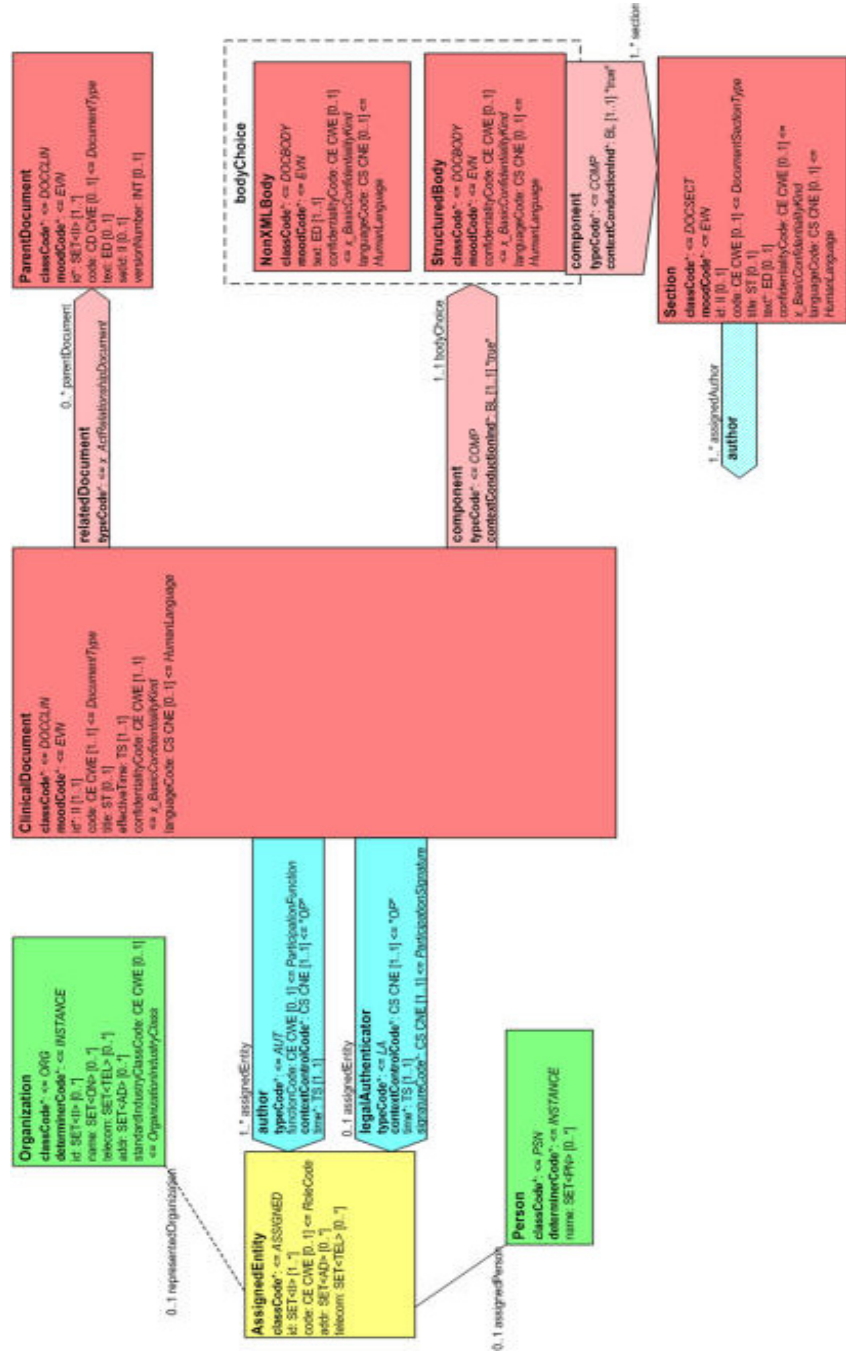 Organization
classCode*: <= ORG
determinerCode*: <= INSTANCE
id: SET<II> [0..*]
name: SET<ON> [0..*]
telecom: SET<TEL> [0..*]
addr: SET<AD> [0..*]
standardIndustryClassCode: CE CWE [0..1]
<= OrganizationIndustryClass
0..1 representedOrganization
AssignedEntity
classCode*: <= ASSIGNED
id: SET<II> [1..*]
code: CE CWE [0..1] <= RoleCode
addr: SET<AD> [0..*]
telecom: SET<TEL> [0..*]
0..1 assignedPerson
Person
classCode*: <= PSN
determinerCode*: <= INSTANCE
name: SET<PN> [0..*]
1..* assignedEntity
author
typeCode*: <= AUT
functionCode: CE CWE [0..1] <= ParticipationFunction
contextControlCode*: CS CNE [1..1] <= "OP"
time*: TS [1..1]
0..1 assignedEntity
legalAuthenticator
typeCode*: <= LA
contextControlCode*: CS CNE [1..1] <= "OP"
time*: TS [1..1]
signatureCode*: CS CNE [1..1] <= ParticipationSignature
ClinicalDocument
classCode*: <= DOCCLIN
moodCode*: <= EVN
id*: II [1..1]
code: CE CWE [1..1] <= DocumentType
title: ST [0..1]
effectiveTime: TS [1..1]
confidentialityCode: CE CWE [1..1]
<= x_BasicConfidentialityKind
languageCode: CS CNE [0..1] <= HumanLanguage
0..* parentDocument
relatedDocument
typeCode*: <= x_ActRelationshipDocument
ParentDocument
classCode*: <= DOCCLIN
moodCode*: <= EVN
id*: SET<II> [1..*]
code: CD CWE [0..1] <= DocumentType
text: ED [0..1]
setId: II [0..1]
versionNumber: INT [0..1]
1..1 bodyChoice
component
typeCode*: <= COMP
contextConductionInd*: BL [1..1] "true"
bodyChoice
NonXMLBody
classCode*: <= DOCBODY
moodCode*: <= EVN
text: ED [1..1]
confidentialityCode: CE CWE [0..1]
<= x_BasicConfidentialityKind
languageCode: CS CNE [0..1] <=
HumanLanguage
StructuredBody
classCode*: <= DOCBODY
moodCode*: <= EVN
confidentialityCode: CE CWE [0..1]
<= x_BasicConfidentialityKind
languageCode: CS CNE [0..1] <=
HumanLanguage
component
typeCode*: <= COMP
contextConductionInd*: BL [1..1] "true"
1..* section
Section
classCode*: <= DOCSECT
moodCode*: <= EVN
id: II [0..1]
code: CE CWE [0..1] <= DocumentSectionType
title: ST [0..1]
text*: ED [0..1]
confidentialityCode: CE CWE [0..1] <=
x_BasicConfidentialityKind
languageCode: CS CNE [0..1] <=
HumanLanguage
1..* assignedAuthor
author